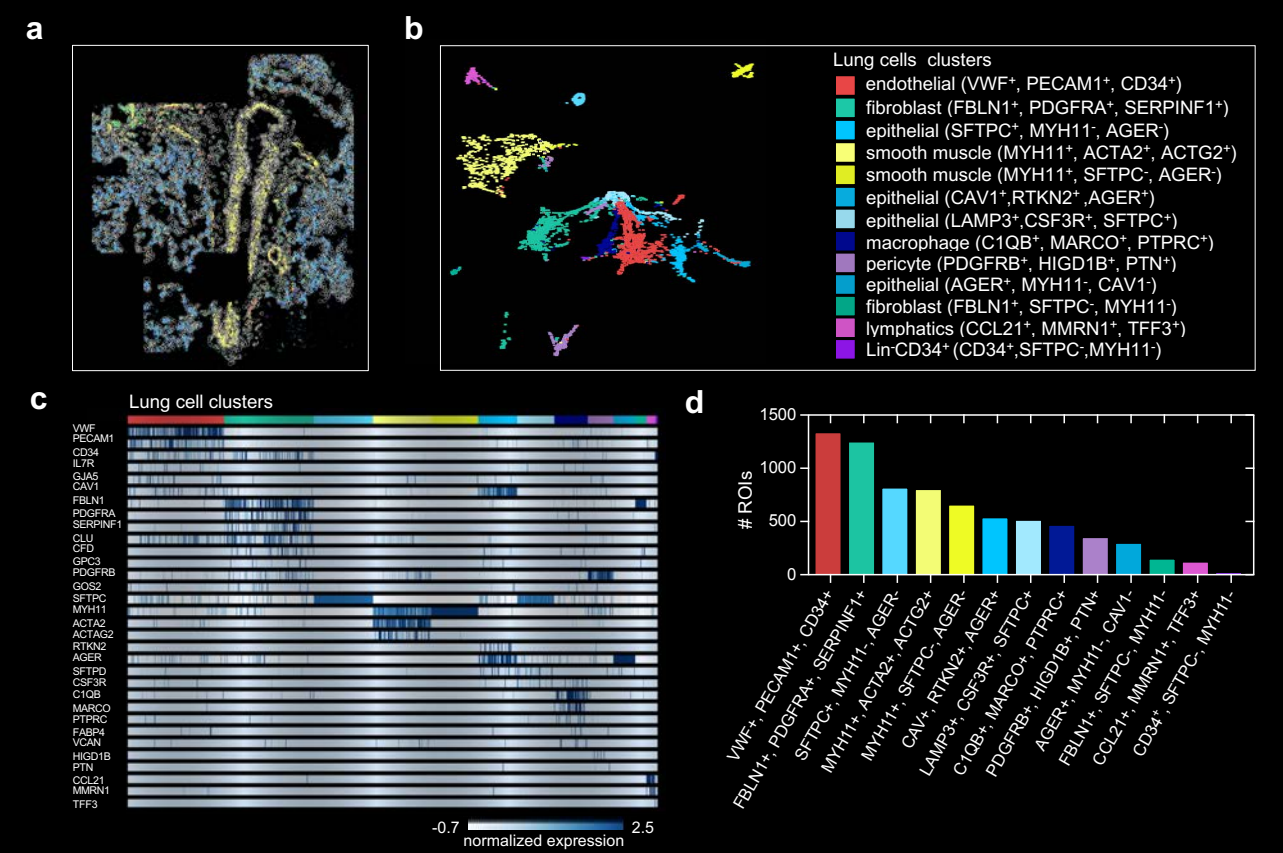 a
b
Lung cells clusters
endothelial (VWF⁺, PECAM1⁺, CD34⁺)
fibroblast (FBLN1⁺, PDGFRA⁺, SERPINF1⁺)
epithelial (SFTPC⁺, MYH11⁻, AGER⁻)
smooth muscle (MYH11⁺, ACTA2⁺, ACTG2⁺)
smooth muscle (MYH11⁺, SFTPC⁻, AGER⁻)
epithelial (CAV1⁺,RTKN2⁺,AGER⁺)
epithelial (LAMP3⁺,CSF3R⁺, SFTPC⁺)
macrophage (C1QB⁺, MARCO⁺, PTPRC⁺)
pericyte (PDGFRB⁺, HIGD1B⁺, PTN⁺)
epithelial (AGER⁺, MYH11⁻, CAV1⁻)
fibroblast (FBLN1⁺, SFTPC⁻, MYH11⁻)
lymphatics (CCL21⁺, MMRN1⁺, TFF3⁺)
Lin⁻CD34⁺ (CD34⁺,SFTPC⁻,MYH11⁻)
c
Lung cell clusters
VWF
PECAM1
CD34
IL7R
GJA5
CAV1
FBLN1
PDGFRA
SERPINF1
CLU
CFD
GPC3
PDGFRB
GOS2
SFTPC
MYH11
ACTA2
ACTAG2
RTKN2
AGER
SFTPD
CSF3R
C1QB
MARCO
PTPRC
FABP4
VCAN
HIGD1B
PTN
CCL21
MMRN1
TFF3
-0.7
2.5
normalized expression
d
# ROIs
1500
1000
500
0
VWF+, PECAM1+, CD34+
FBLN1+, PDGFRA+, SERPINF1+
SFTPC+, MYH11-, AGER-
MYH11+, ACTA2+, ACTG2+
MYH11+, SFTPC-, AGER-
CAV+, RTKN2+, AGER+
LAMP3+, CSF3R+, SFTPC+
C1QB+, MARCO+, PTPRC+
PDGFRB+, HIGD1B+, PTN+
AGER+, MYH11-, CAV1-
FBLN1+, SFTPC-, MYH11-
CCL21+, MMRN1+, TFF3+
CD34⁺, SFTPC-, MYH11-